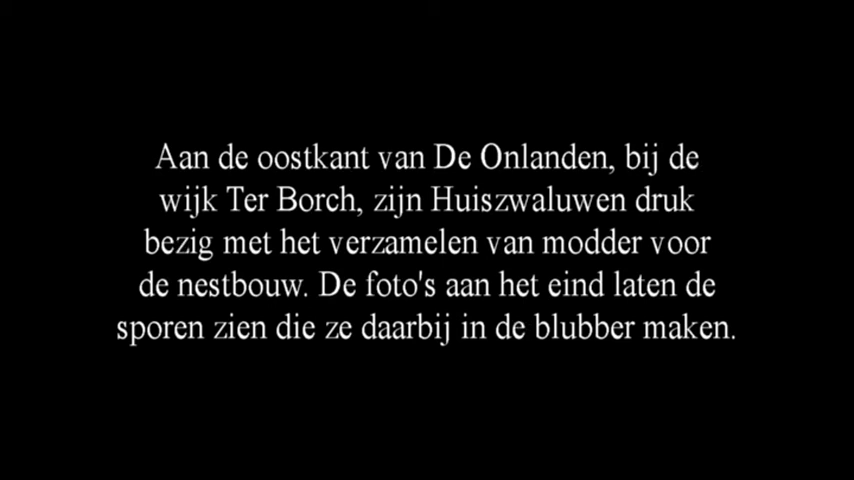 Aan de oostkant van De Onlanden, bij de
wijk Ter Borch, zijn Huiszwaluwen druk
bezig met het verzamelen van modder voor
de nestbouw. De foto's aan het eind laten de
sporen zien die ze daarbij in de blubber maken.